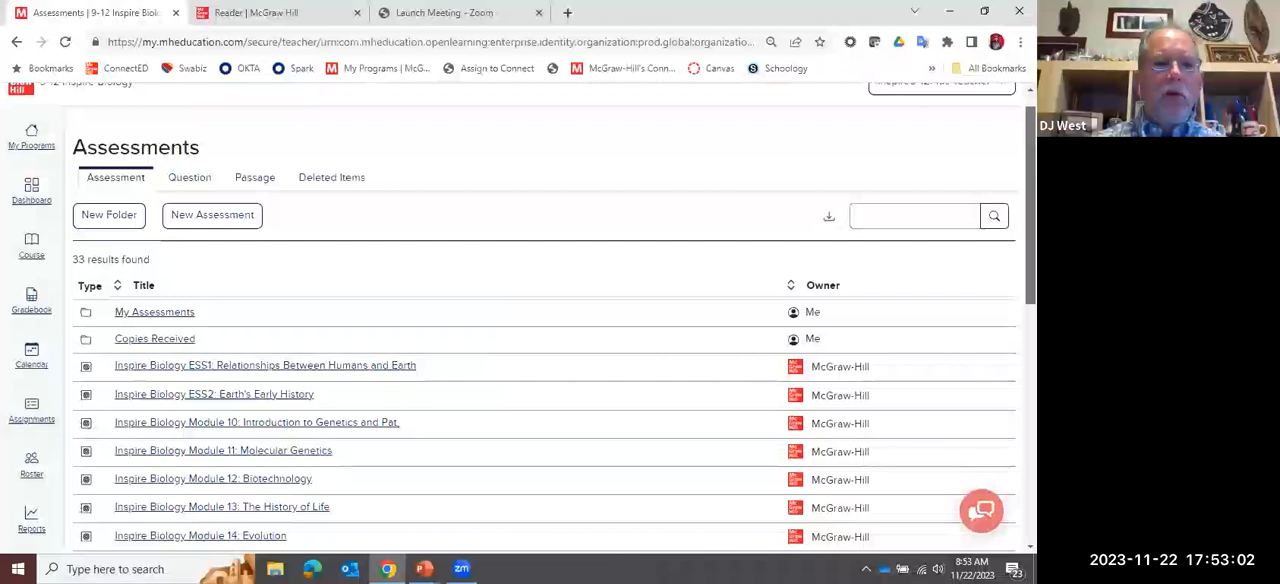 Assessments | 9-12 Inspire Biol
Reader | McGraw Hill
Launch Meeting - Zoom
https://my.mheducation.com/secure/teacher/urn:com.mheducation.openlearning:enterprise.identity.organization:prod.global:organizatio...
Bookmarks ConnectED Swabiz OKTA Spark My Programs | McG... Assign to Connect McGraw-Hill's Conn... Canvas Schoology » All Bookmarks
Hill 9-12 Inspire Biology
My Programs
Dashboard
Course
Gradebook
Calendar
Assignments
Roster
Reports
Assessments
Assessment Question Passage Deleted Items
New Folder New Assessment
33 results found
Type Title Owner
My Assessments Me
Copies Received Me
Inspire Biology ESS1: Relationships Between Humans and Earth McGraw-Hill
Inspire Biology ESS2: Earth's Early History McGraw-Hill
Inspire Biology Module 10: Introduction to Genetics and Pat. McGraw-Hill
Inspire Biology Module 11: Molecular Genetics McGraw-Hill
Inspire Biology Module 12: Biotechnology McGraw-Hill
Inspire Biology Module 13: The History of Life McGraw-Hill
Inspire Biology Module 14: Evolution McGraw-Hill
Type here to search
8:53 AM
11/22/2023
23
DJ West
2023-11-22 17:53:02